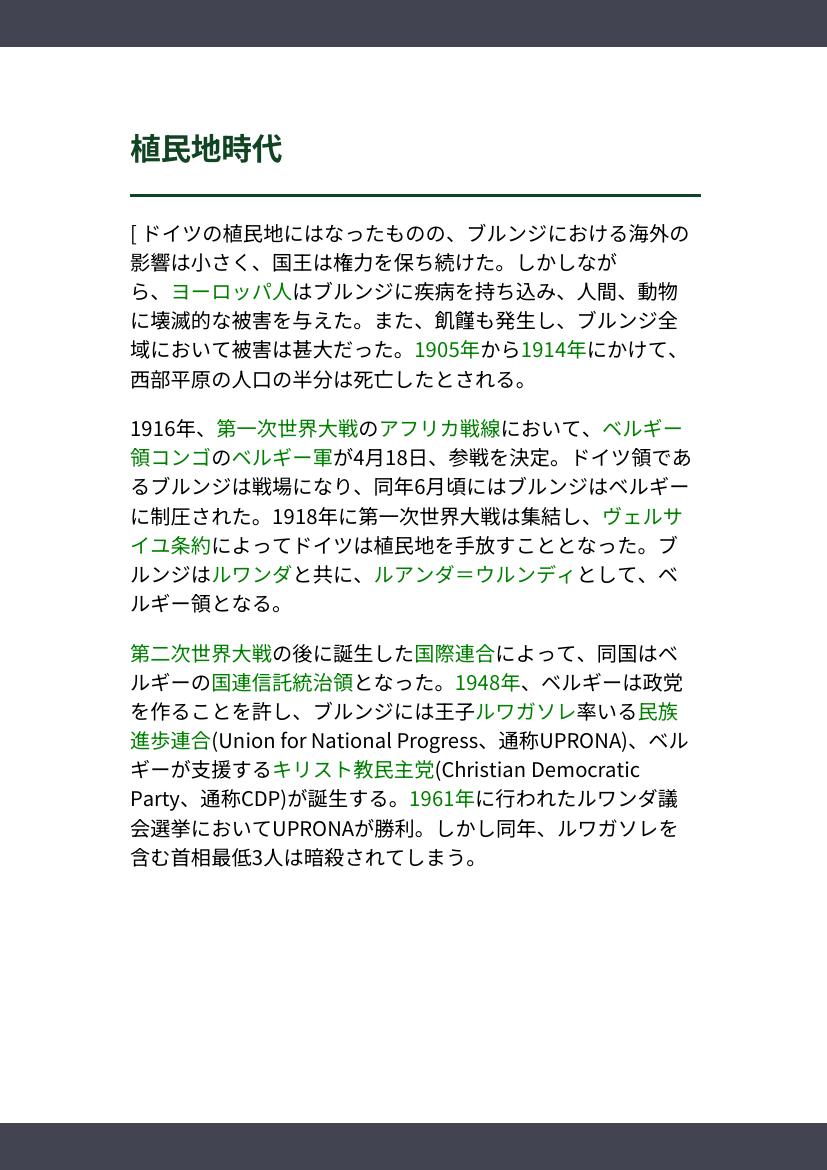 植民地時代
[ ドイツの植民地にはなったものの、ブルンジにおける海外の
影響は小さく、国王は権力を保ち続けた。しかしなが
ら、ヨーロッパ人はブルンジに疾病を持ち込み、人間、動物
に壊滅的な被害を与えた。また、飢饉も発生し、ブルンジ全
域において被害は甚大だった。1905年から1914年にかけて、
西部平原の人口の半分は死亡したとされる。
1916年、第一次世界大戦のアフリカ戦線において、ベルギー
領コンゴのベルギー軍が4月18日、参戦を決定。ドイツ領であ
るブルンジは戦場になり、同年6月頃にはブルンジはベルギー
に制圧された。1918年に第一次世界大戦は集結し、ヴェルサ
イユ条約によってドイツは植民地を手放すこととなった。ブ
ルンジはルワンダと共に、ルアンダ＝ウルンディとして、ベ
ルギー領となる。
第二次世界大戦の後に誕生した国際連合によって、同国はベ
ルギーの国連信託統治領となった。1948年、ベルギーは政党
を作ることを許し、ブルンジには王子ルワガソレ率いる民族
進歩連合(Union for National Progress、通称UPRONA)、ベル
ギーが支援するキリスト教民主党(Christian Democratic
Party、通称CDP)が誕生する。1961年に行われたルワンダ議
会選挙においてUPRONAが勝利。しかし同年、ルワガソレを
含む首相最低3人は暗殺されてしまう。